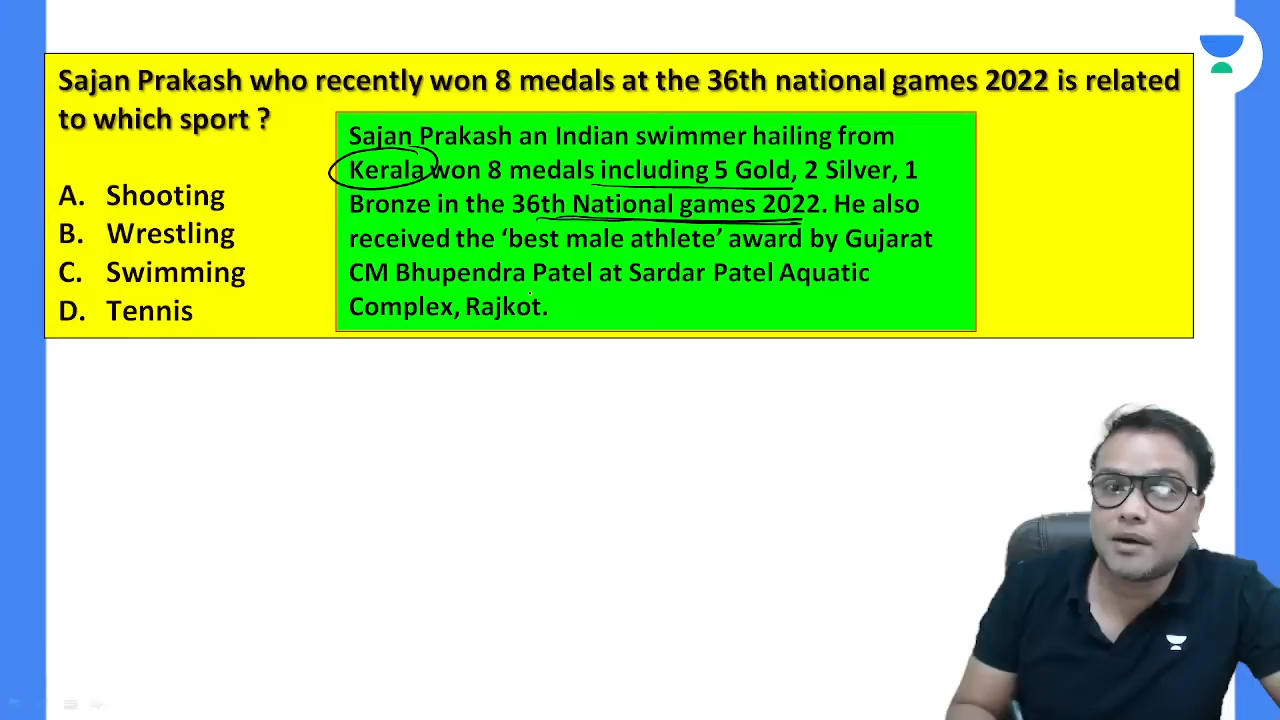 Sajan Prakash who recently won 8 medals at the 36th national games 2022 is related
to which sport ?
A. Shooting
B. Wrestling
C. Swimming
D. Tennis
Sajan Prakash an Indian swimmer hailing from
Kerala won 8 medals including 5 Gold, 2 Silver, 1
Bronze in the 36th National games 2022. He also
received the ‘best male athlete’ award by Gujarat
CM Bhupendra Patel at Sardar Patel Aquatic
Complex, Rajkot.